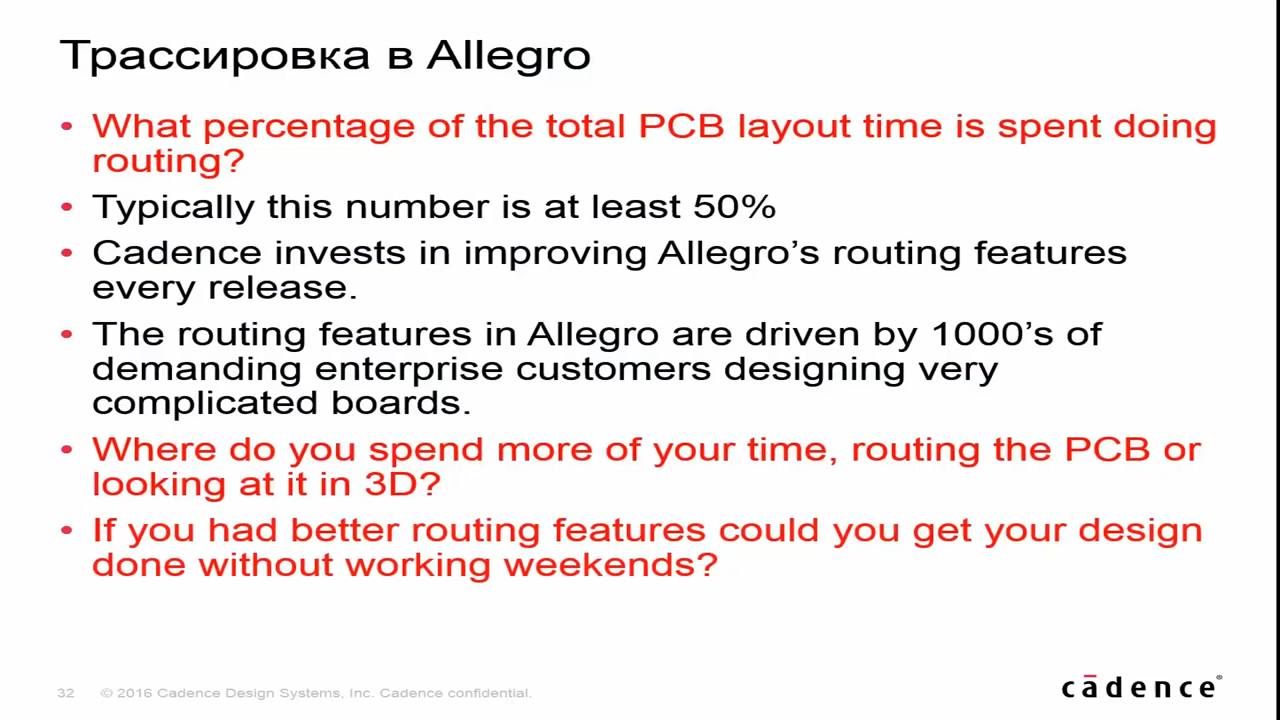 Трассировка в Allegro
• What percentage of the total PCB layout time is spent doing
routing?
• Typically this number is at least 50%
• Cadence invests in improving Allegro’s routing features
every release.
• The routing features in Allegro are driven by 1000’s of
demanding enterprise customers designing very
complicated boards.
• Where do you spend more of your time, routing the PCB or
looking at it in 3D?
• If you had better routing features could you get your design
done without working weekends?
32 © 2016 Cadence Design Systems, Inc. Cadence confidential.
cādence®